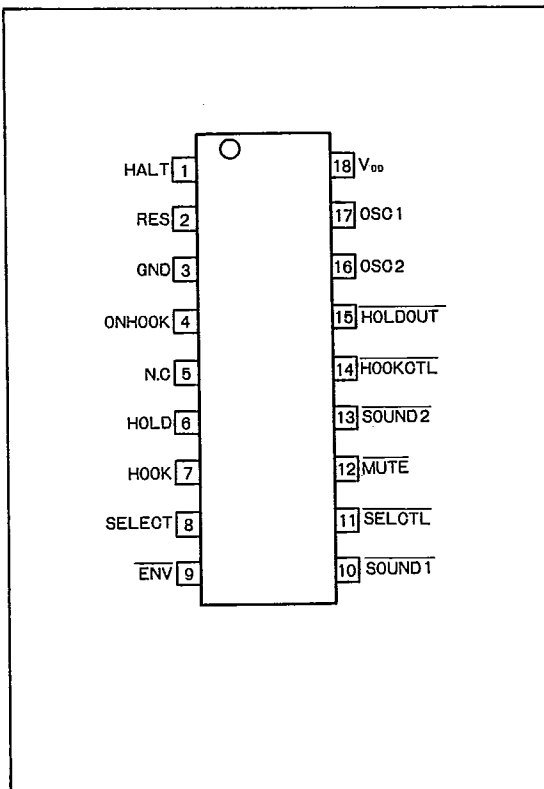 HALT 1
RES 2
GND 3
ONHOOK 4
N.C 5
HOLD 6
HOOK 7
SELECT 8
ENV 9
18 VDD
17 OSC1
16 OSC2
15 HOLDOUT
14 HOOKCTL
13 SOUND2
12 MUTE
11 SELCTL
10 SOUND1